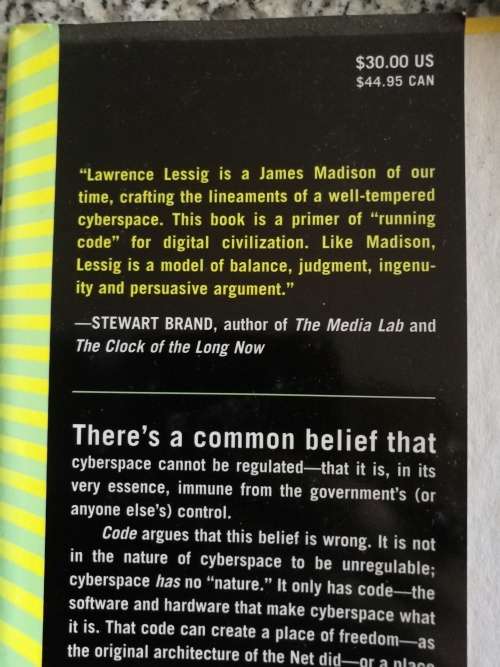 $30.00 US
$44.95 CAN
“Lawrence Lessig is a James Madison of our
time, crafting the lineaments of a well-tempered
cyberspace. This book is a primer of “running
code” for digital civilization. Like Madison,
Lessig is a model of balance, judgment, ingenu-
ity and persuasive argument.”
—STEWART BRAND, author of The Media Lab and
The Clock of the Long Now
There’s a common belief that
cyberspace cannot be regulated—that it is, in its
very essence, immune from the government’s (or
anyone else’s) control.
Code argues that this belief is wrong. It is not
in the nature of cyberspace to be unregulable;
cyberspace has no “nature.” It only has code—the
software and hardware that make cyberspace what
it is. That code can create a place of freedom—as
the original architecture of the Net did—or a place